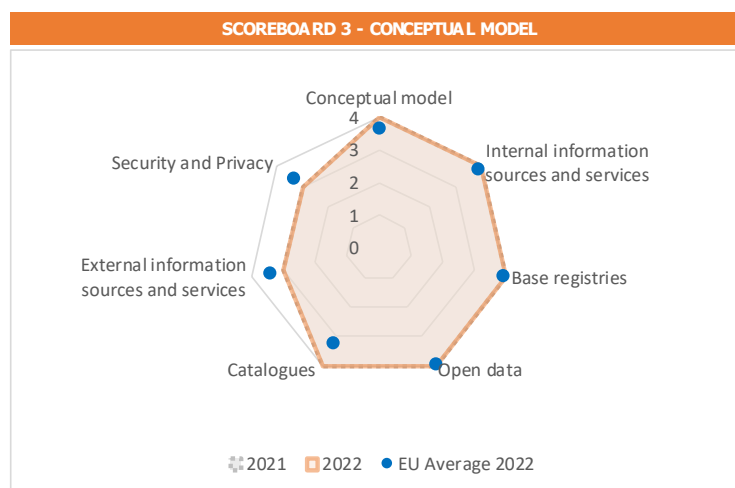 SCOREBOARD 3 - CONCEPTUAL MODEL
Conceptual model
4
3
2
1
0
Internal information
sources and services
Base registries
Open data
Catalogues
External information
sources and services
Security and Privacy
2021
2022
EU Average 2022